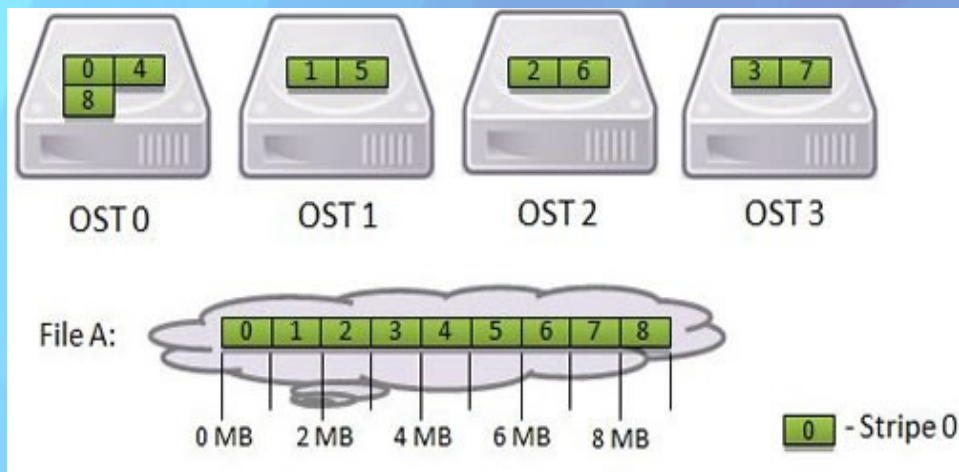 0 4 1 5 2 6 3 7
8
OST 0 OST 1 OST 2 OST 3
File A: 0 1 2 3 4 5 6 7 8
0 MB 2 MB 4 MB 6 MB 8 MB 0 - Stripe 0